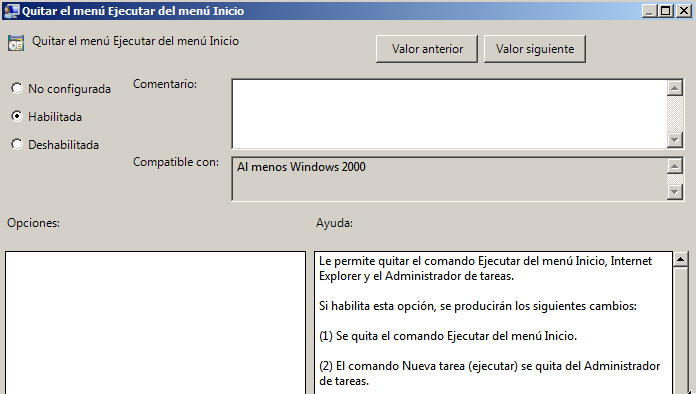 Quitar el menú Ejecutar del menú Inicio
Quitar el menú Ejecutar del menú Inicio
Valor anterior
Valor siguiente
No configurada
Habilitada
Deshabilitada
Comentario:
Compatible con:
Al menos Windows 2000
Opciones:
Ayuda:
Le permite quitar el comando Ejecutar del menú Inicio, Internet
Explorer y el Administrador de tareas.
Si habilita esta opción, se producirán los siguientes cambios:
(1) Se quita el comando Ejecutar del menú Inicio.
(2) El comando Nueva tarea (ejecutar) se quita del Administrador
de tareas.